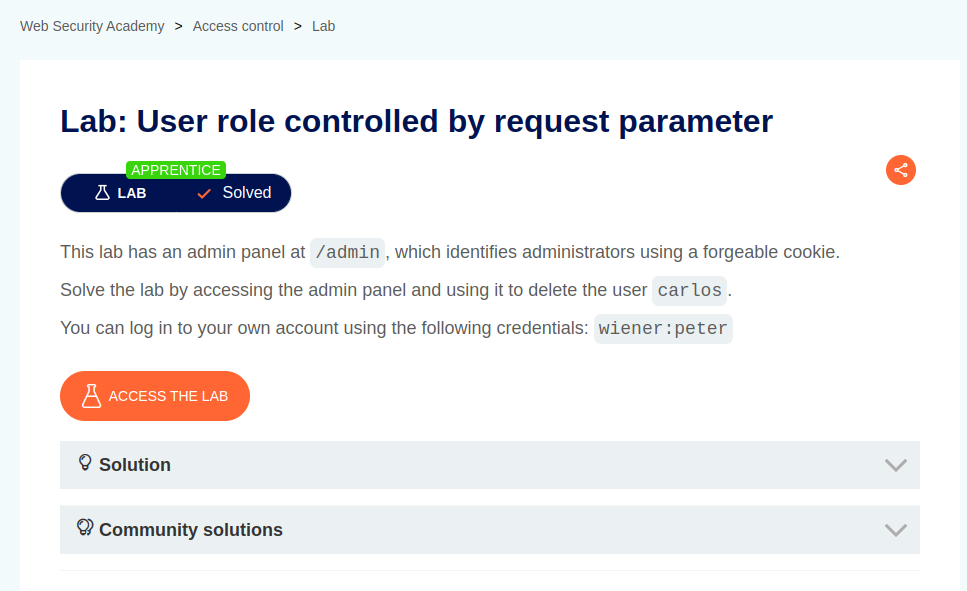 Web Security Academy > Access control > Lab
Lab: User role controlled by request parameter
APPRENTICE
LAB Solved
This lab has an admin panel at /admin, which identifies administrators using a forgeable cookie.
Solve the lab by accessing the admin panel and using it to delete the user carlos.
You can log in to your own account using the following credentials: wiener:peter
ACCESS THE LAB
Solution
Community solutions